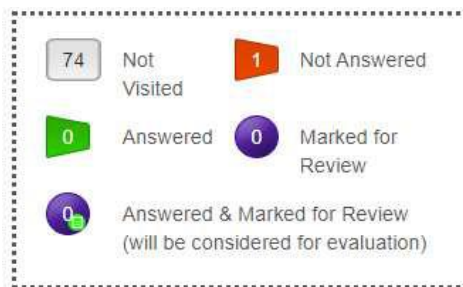 74 Not Visited
1 Not Answered
0 Answered
0 Marked for Review
0 Answered & Marked for Review
(will be considered for evaluation)